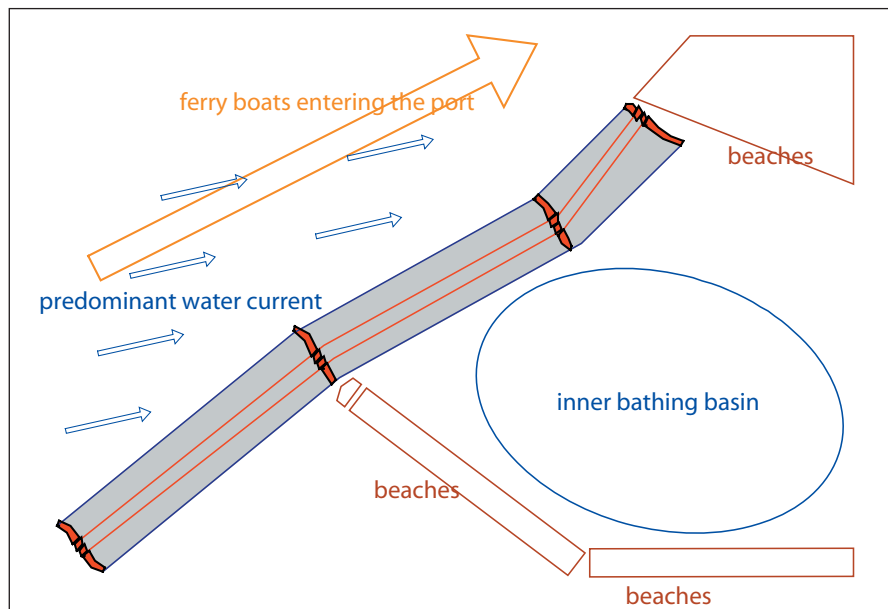 ferry boats entering the port
beaches
predominant water current
inner bathing basin
beaches
beaches